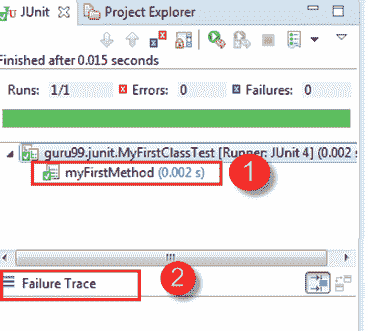 JUnit Project Explorer
Finished after 0.015 seconds
Runs: 1/1 Errors: 0 Failures: 0
guru99.junit.MyFirstClassTest [Runner: JUnit 4] (0.002 s
myFirstMethod (0.002 s) 1
Failure Trace 2